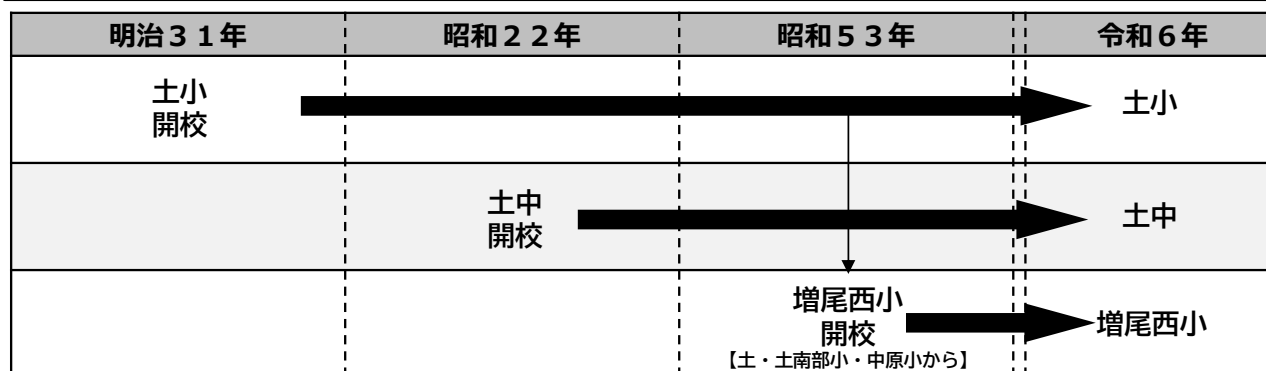 明治３１年 昭和２２年 昭和５３年 令和６年
土小
開校
土小
土中
開校
土中
増尾西小
開校
【土・土南部小・中原小から】
増尾西小